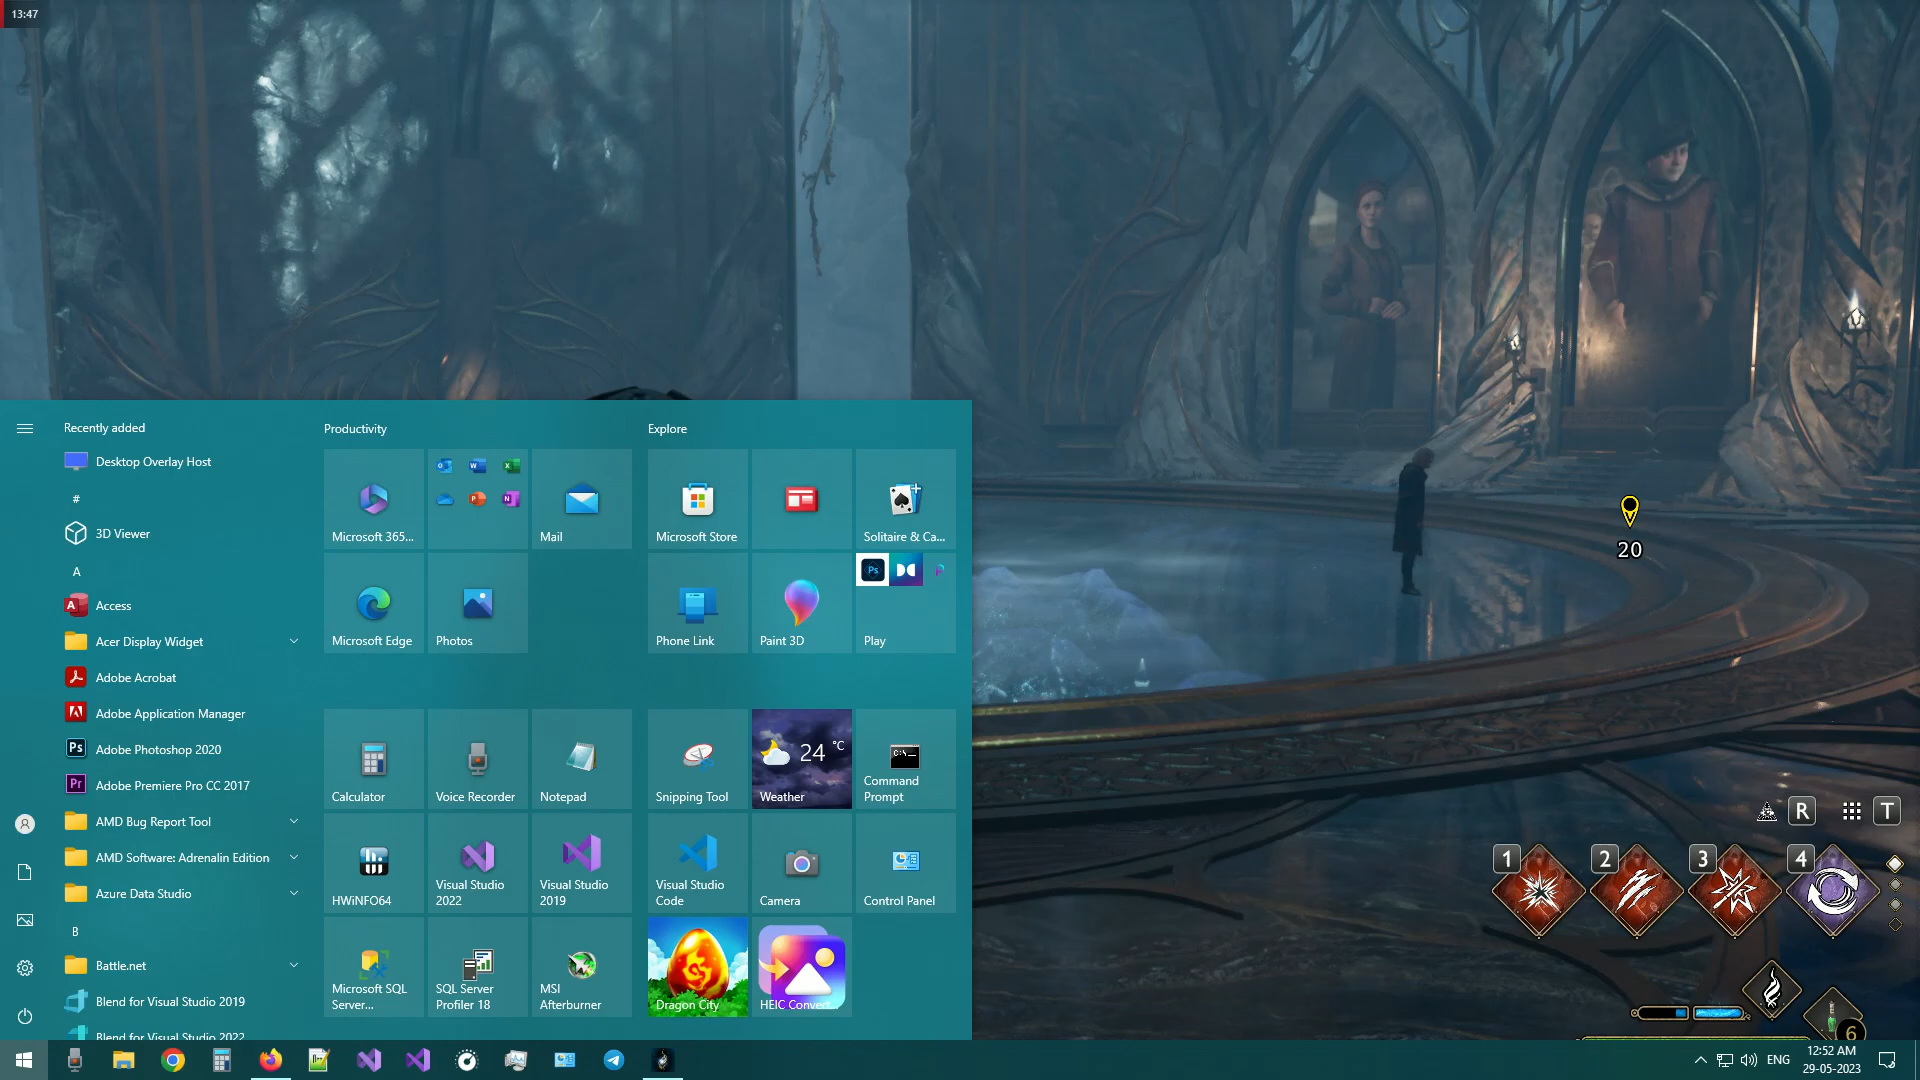 13:47
Recently added
Desktop Overlay Host
#
3D Viewer
A
Access
Acer Display Widget
Adobe Acrobat
Adobe Application Manager
Adobe Photoshop 2020
Adobe Premiere Pro CC 2017
AMD Bug Report Tool
AMD Software: Adrenalin Edition
Azure Data Studio
B
Battle.net
Blend for Visual Studio 2019
Blend for Visual Studio 2022
Productivity
Microsoft 365...
Mail
Microsoft Edge
Photos
Calculator
Voice Recorder
Notepad
HWiNFO64
Visual Studio
2022
Visual Studio
2019
Microsoft SQL
Server...
SQL Server
Profiler 18
MSI
Afterburner
Explore
Microsoft Store
Solitaire & Ca...
Phone Link
Paint 3D
Ps
Play
Snipping Tool
24 °C
Weather
C:\_
Command
Prompt
Visual Studio
Code
Camera
Control Panel
Dragon City
HEIC Convert...
20
R
T
1
2
3
4
6
ENG
12:52 AM
29-05-2023